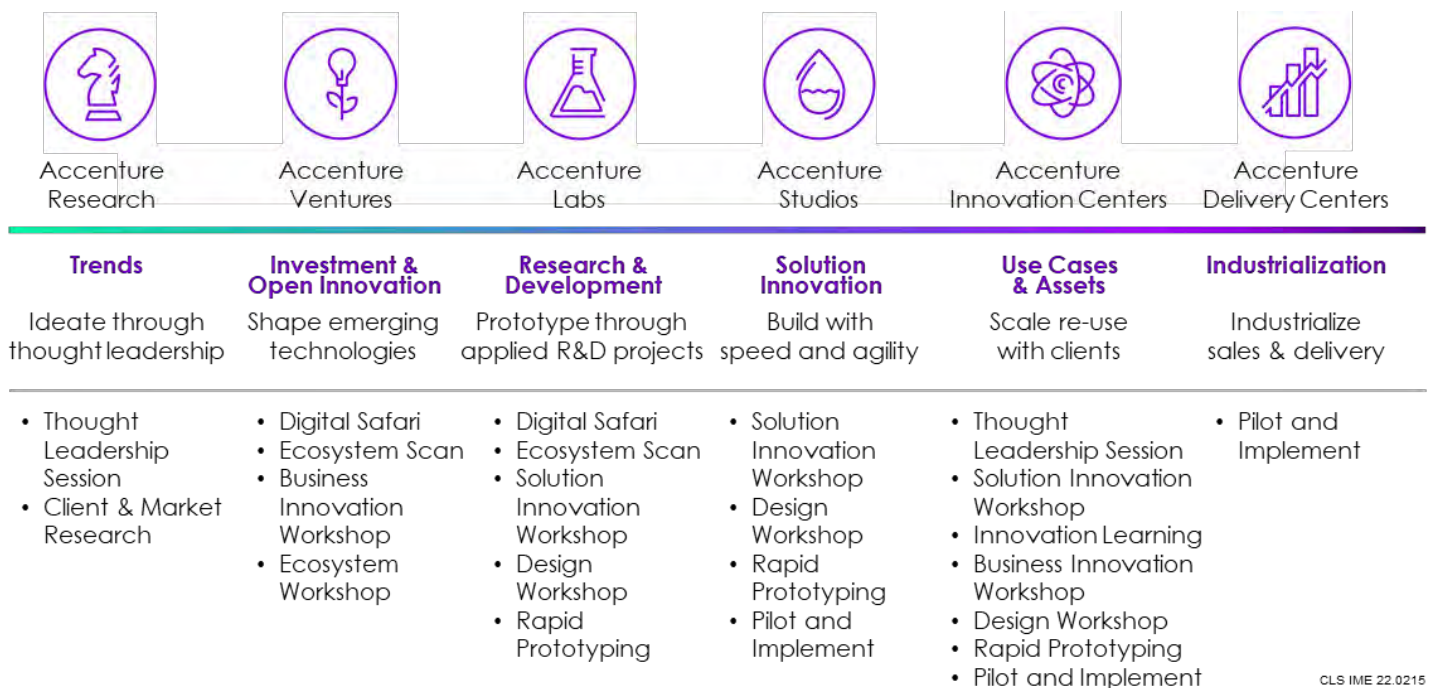 Accenture
Research
Accenture
Ventures
Accenture
Labs
Accenture
Studios
Accenture
Innovation Centers
Accenture
Delivery Centers
Trends
Investment &
Open Innovation
Research &
Development
Solution
Innovation
Use Cases
& Assets
Industrialization
Ideate through
thought leadership
Shape emerging
technologies
Prototype through
applied R&D projects
Build with
speed and agility
Scale re-use
with clients
Industrialize
sales & delivery
• Thought
Leadership
Session
• Client & Market
Research
• Digital Safari
• Ecosystem Scan
• Business
Innovation
Workshop
• Ecosystem
Workshop
• Digital Safari
• Ecosystem Scan
• Solution
Innovation
Workshop
• Design
Workshop
• Rapid
Prototyping
• Solution
Innovation
Workshop
• Design
Workshop
• Rapid
Prototyping
• Pilot and
Implement
• Thought
Leadership Session
• Solution Innovation
Workshop
• Innovation Learning
• Business Innovation
Workshop
• Design Workshop
• Rapid Prototyping
• Pilot and Implement
• Pilot and
Implement
CLS IME 22.0215